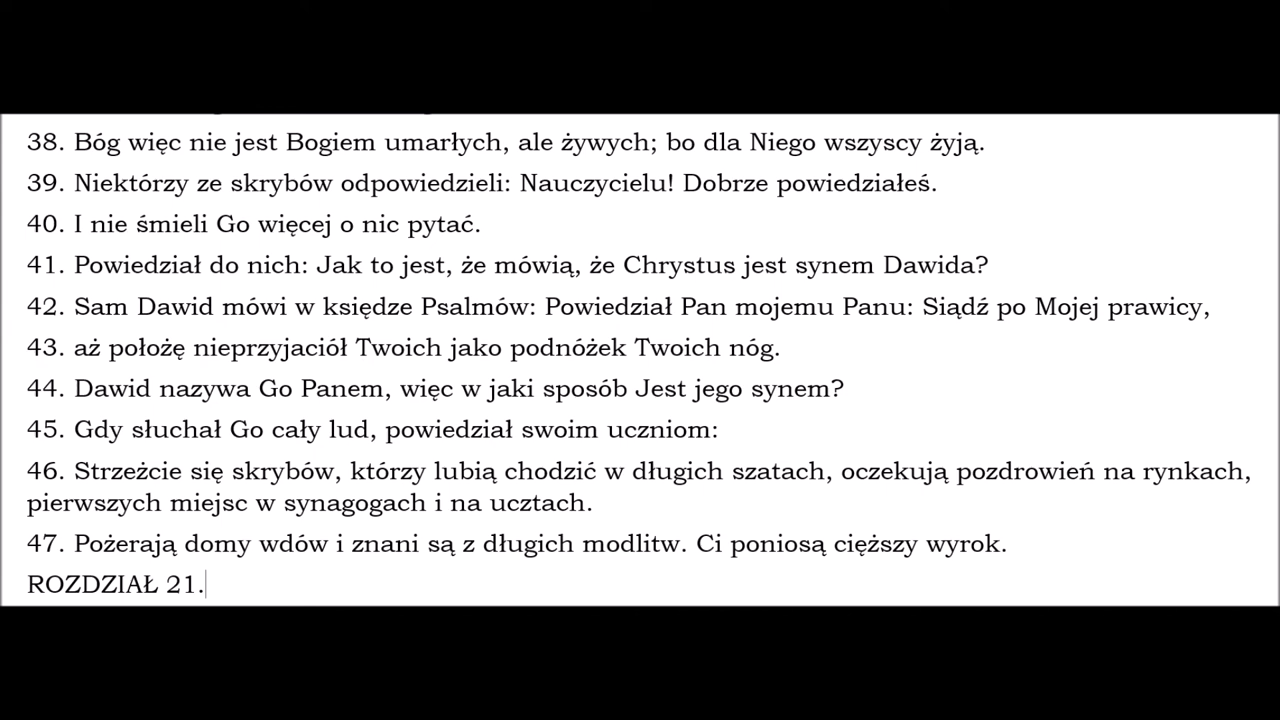 38. Bóg więc nie jest Bogiem umarłych, ale żywych; bo dla Niego wszyscy żyją.
39. Niektórzy ze skrybów odpowiedzieli: Nauczycielu! Dobrze powiedziałeś.
40. I nie śmieli Go więcej o nic pytać.
41. Powiedział do nich: Jak to jest, że mówią, że Chrystus jest synem Dawida?
42. Sam Dawid mówi w księdze Psalmów: Powiedział Pan mojemu Panu: Siądź po Mojej prawicy,
43. aż położę nieprzyjaciół Twoich jako podnóżek Twoich nóg.
44. Dawid nazywa Go Panem, więc w jaki sposób Jest jego synem?
45. Gdy słuchał Go cały lud, powiedział swoim uczniom:
46. Strzeżcie się skrybów, którzy lubią chodzić w długich szatach, oczekują pozdrowień na rynkach,
pierwszych miejsc w synagogach i na ucztach.
47. Pożerają domy wdów i znani są z długich modlitw. Ci poniosą cięższy wyrok.
ROZDZIAŁ 21.